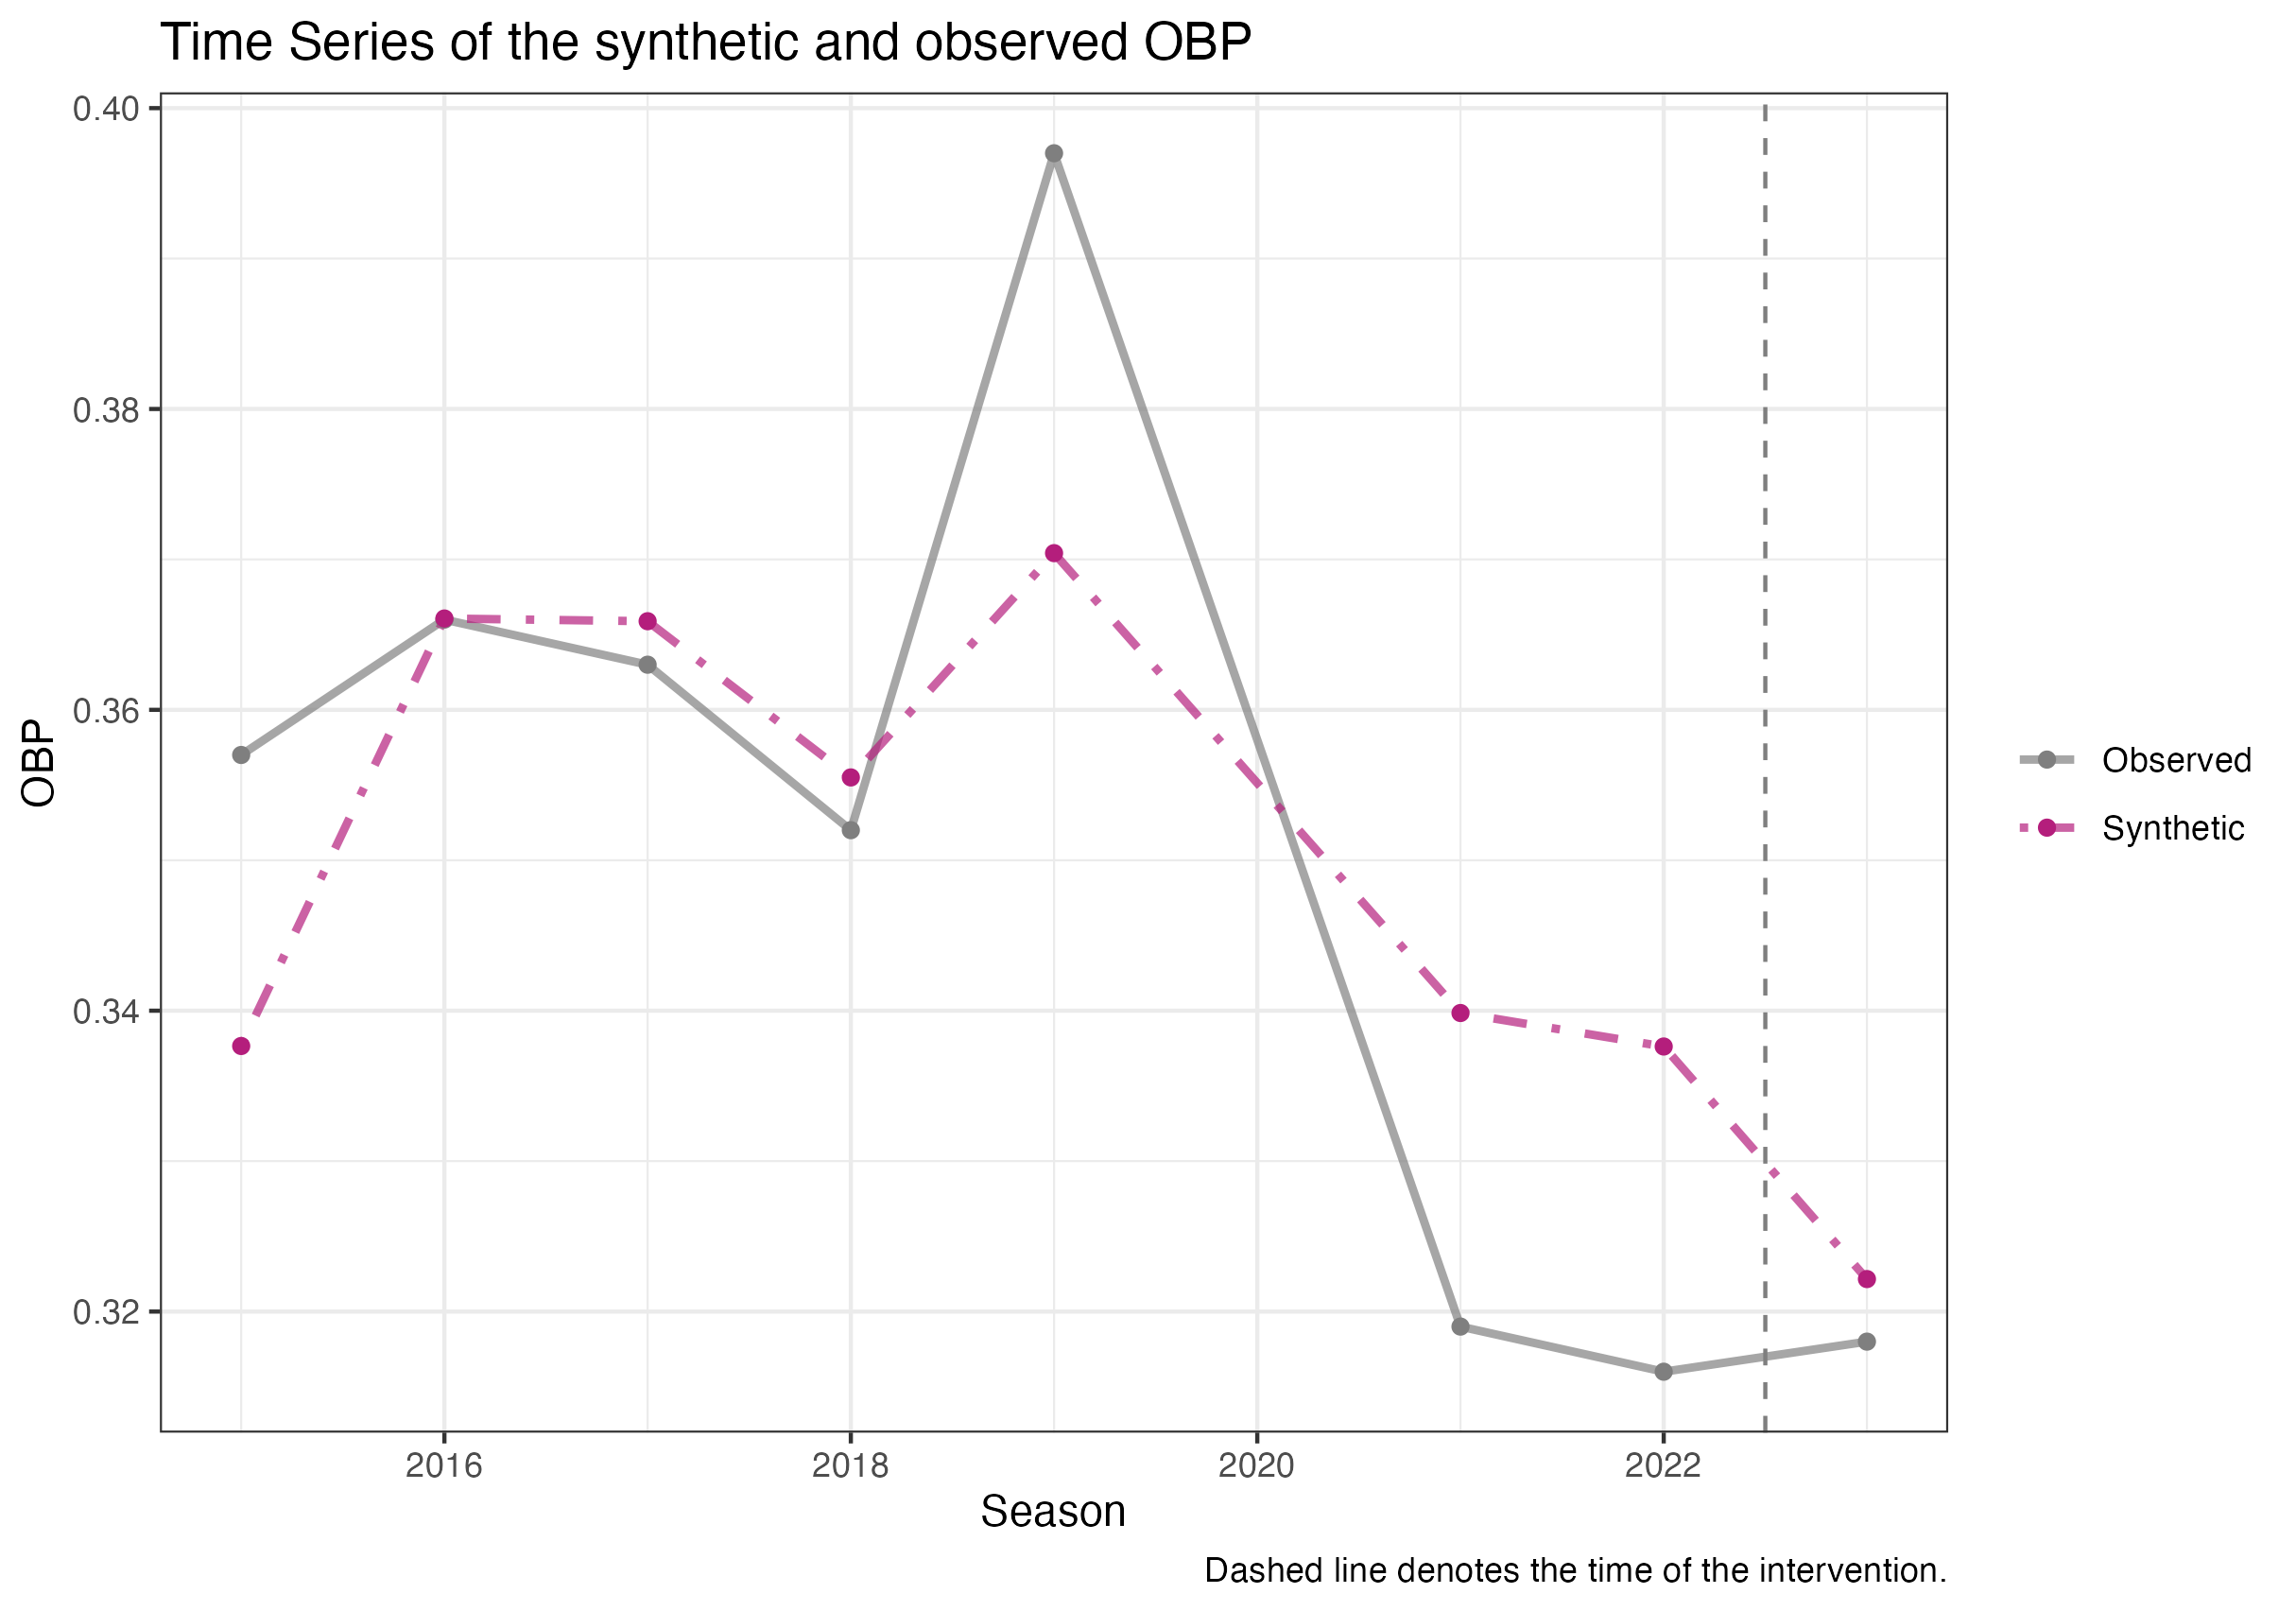 Time Series of the synthetic and observed OBP
0.40
0.38
0.36
0.34
0.32
OBP
2016
2018
2020
2022
Season
Observed
Synthetic
Dashed line denotes the time of the intervention.